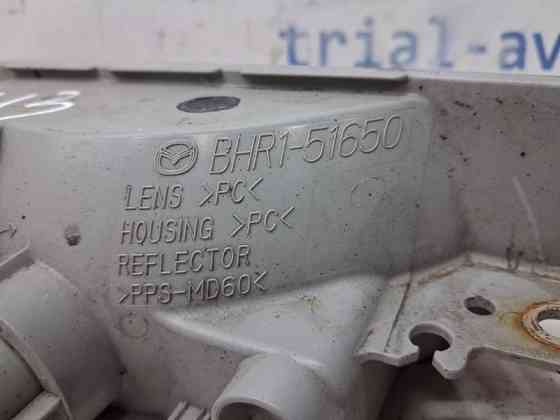 trial-av
BHR1-51650
LENS >PC<
HOUSING >PC<
REFLECTOR
>PPS-MD60<